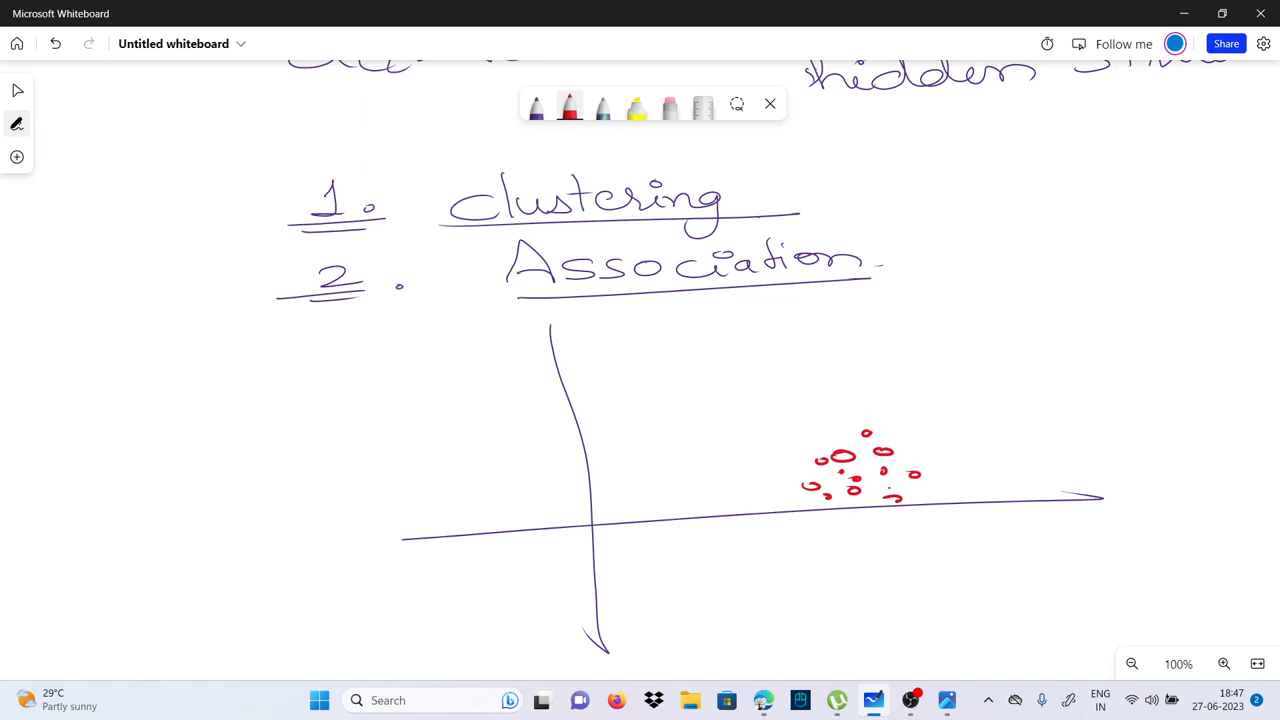 Microsoft Whiteboard
Untitled whiteboard
Follow me
Share
hidden
1. Clustering
2. Association
100%
29°C
Partly sunny
Search
ENG
IN
18:47
27-06-2023
2